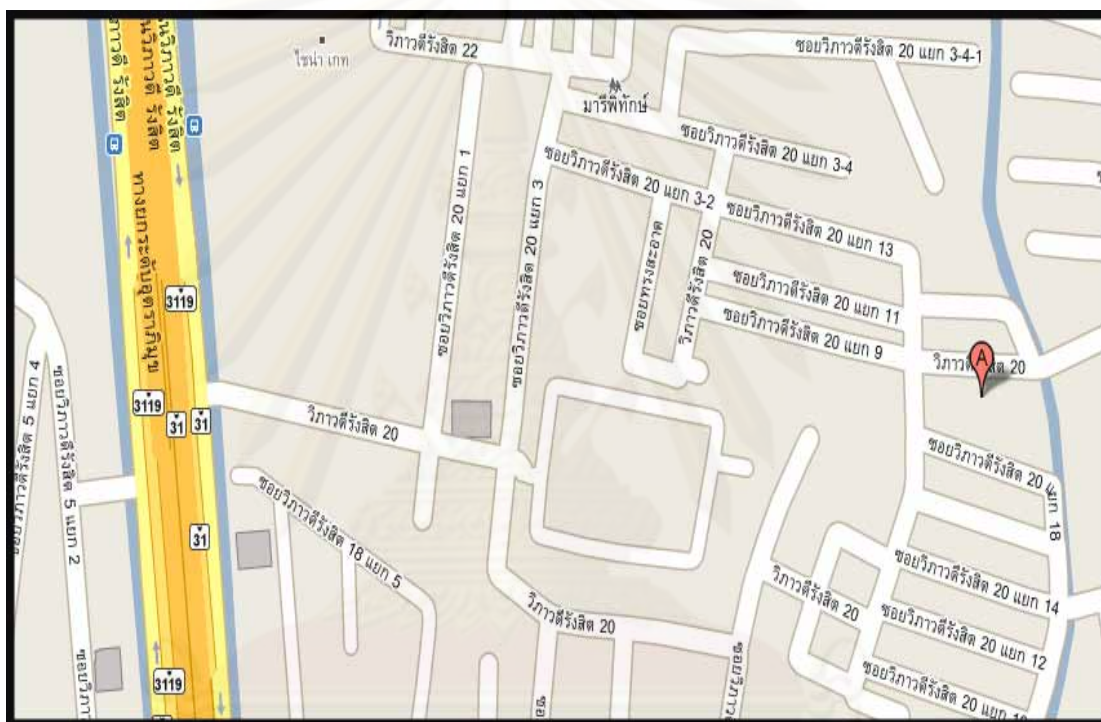 วิภาวดีรังสิต 22
ไชน่า เกท
มารีพิทักษ์
ซอยวิภาวดีรังสิต 20 แยก 3-4-1
ซอยวิภาวดีรังสิต 20 แยก 3-4
ซอยวิภาวดีรังสิต 20 แยก 3-2
ซอยวิภาวดีรังสิต 20 แยก 13
ซอยวิภาวดีรังสิต 20 แยก 11
ซอยวิภาวดีรังสิต 20 แยก 9
ซอยวิภาวดีรังสิต 20 แยก 1
ซอยวิภาวดีรังสิต 20 แยก 3
ซอยทรงสะอาด
วิภาวดีรังสิต 20
A
ทางยกระดับอุตราภิมุข
3119
3119
31
31
วิภาวดีรังสิต 20
ซอยวิภาวดีรังสิต 5 แยก 4
ซอยวิภาวดีรังสิต 5 แยก 2
31
ซอยวิภาวดีรังสิต 18 แยก 5
วิภาวดีรังสิต 20
วิภาวดีรังสิต 20
ซอยวิภาวดีรังสิต 20 แยก 18
ซอยวิภาวดีรังสิต 20 แยก 14
ซอยวิภาวดีรังสิต 20 แยก 12
3119